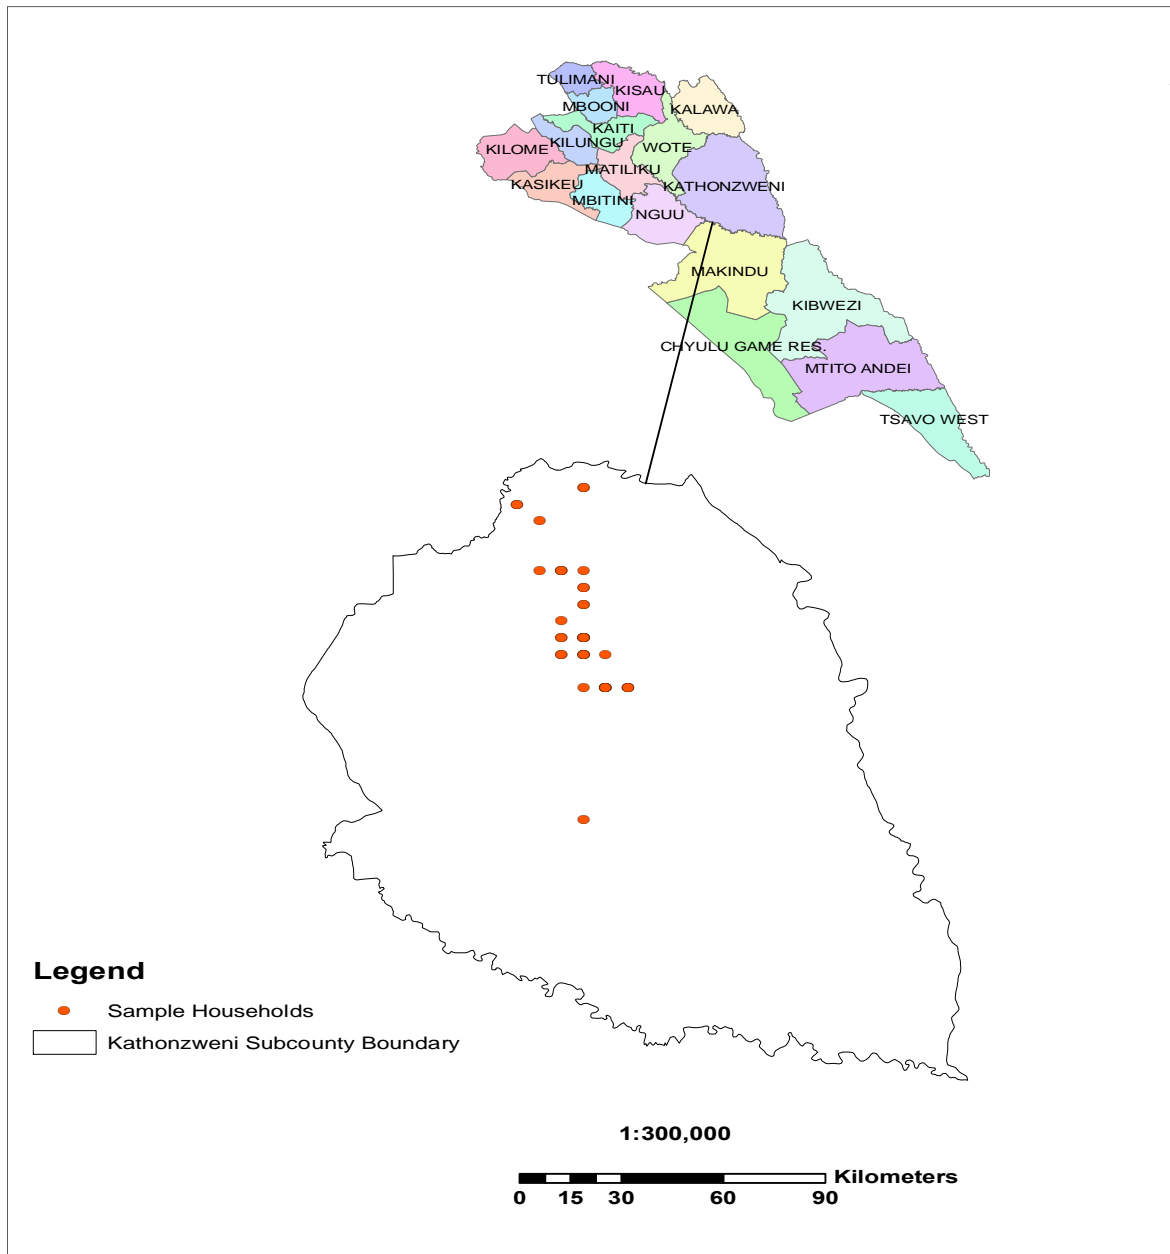 TULIMANI
KISAU
MBOONI
KALAWA
KAITI
KILUNGU
WOTE
KILOME
MATILIKU
KASIKEU
KATHONZWENI
MBITINI
NGUU
MAKINDU
KIBWEZI
CHYULU GAME RES.
MTITO ANDEI
TSAVO WEST
Legend
Sample Households
Kathonzweni Subcounty Boundary
1:300,000
Kilometers
0 15 30 60 90